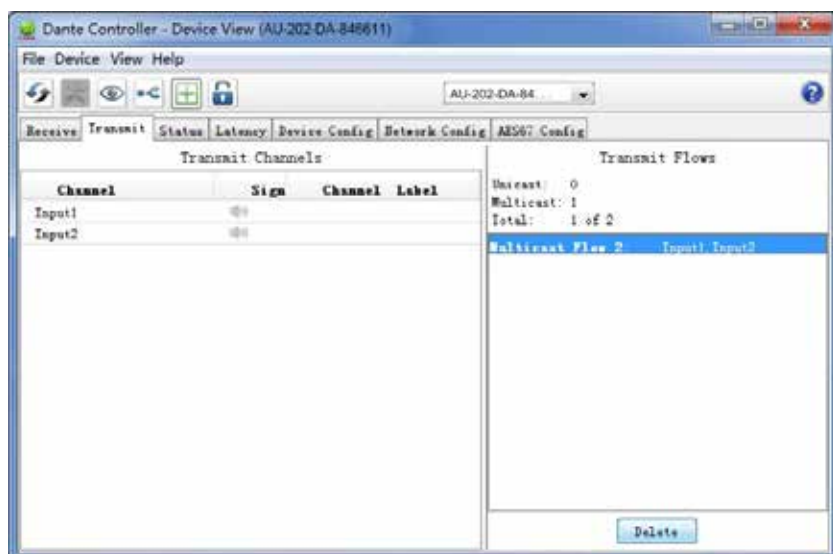 Dante Controller - Device View (AU-202-DA-846611)
File Device View Help
AU-202-DA-84...
Receive Transmit Status Latency Device Config Network Config AES67 Config
Transmit Channels
Channel Sign Channel Label
Input1
Input2
Transmit Flows
Unicast: 0
Multicast: 1
Total: 1 of 2
Multicast Flow 2: Input1,Input2
Delete